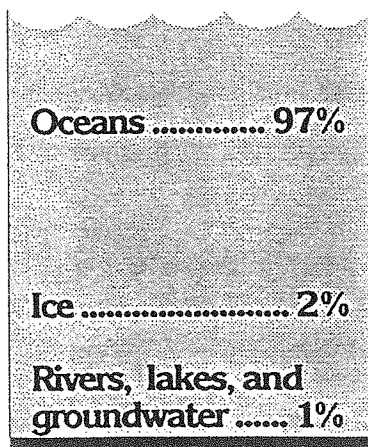 Oceans ............. 97%
Ice ........................ 2%
Rivers, lakes, and
groundwater ...... 1%